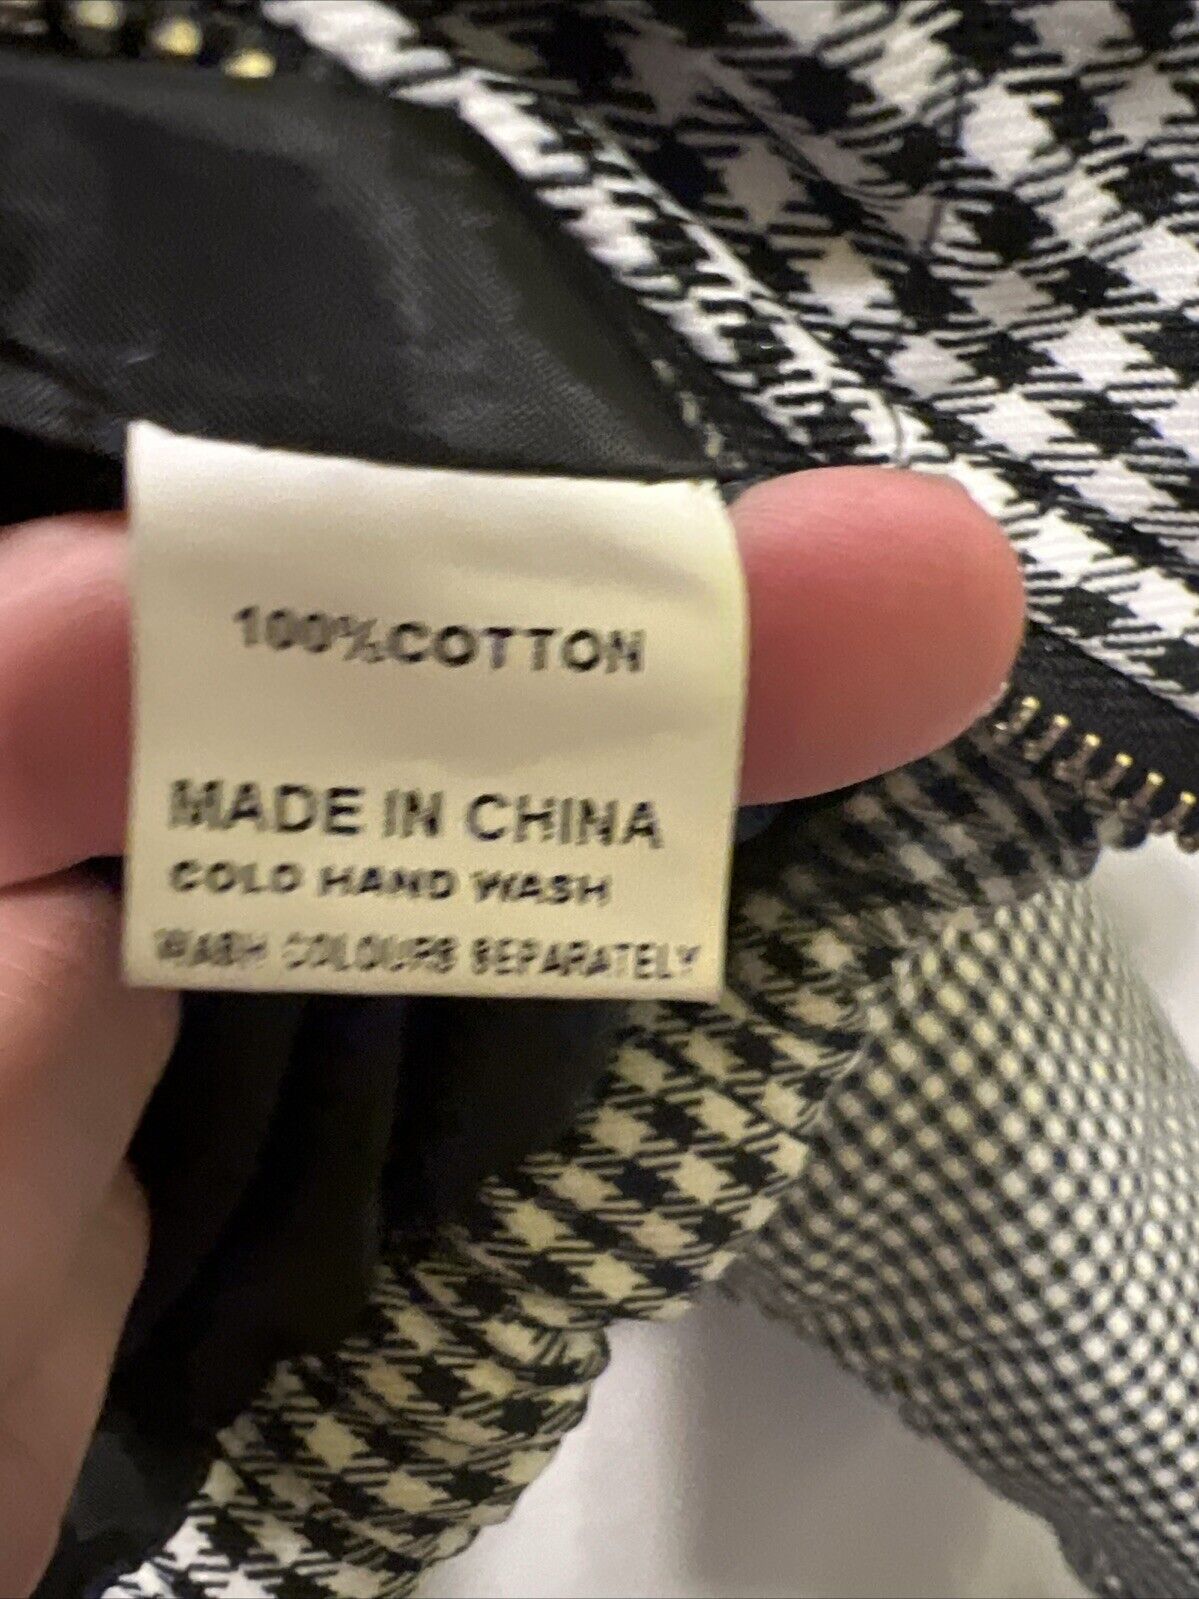 100%COTTON
MADE IN CHINA
COLD HAND WASH
WASH COLOURS SEPARATELY